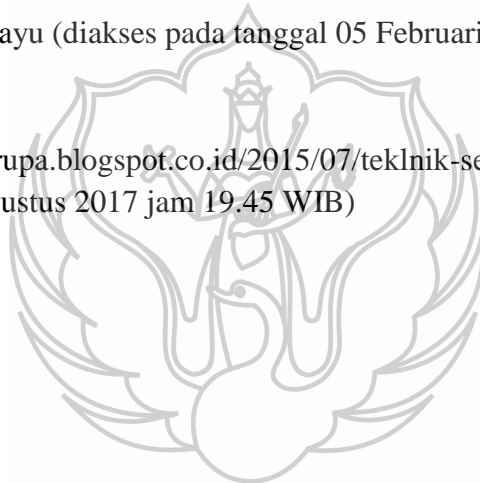 ayu (diakses pada tanggal 05 Februari
rupa.blogspot.co.id/2015/07/teklnik-se
ustus 2017 jam 19.45 WIB)